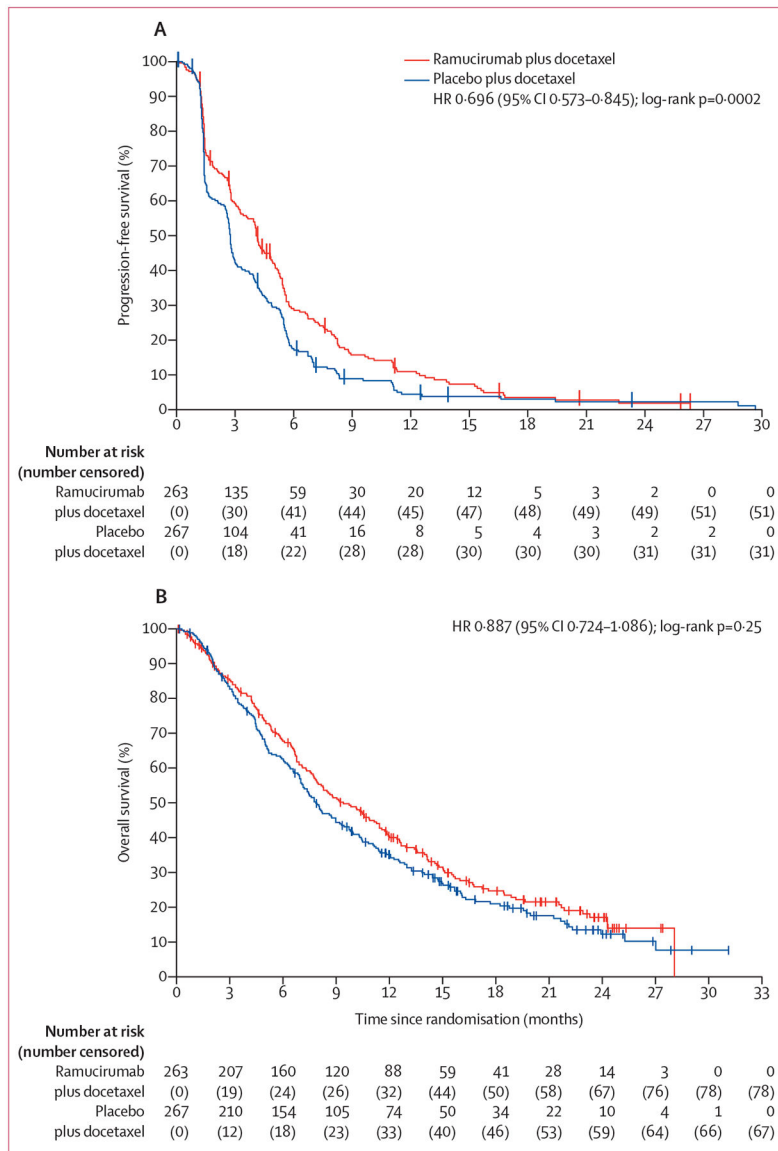 A
Ramucirumab plus docetaxel
Placebo plus docetaxel
HR 0·696 (95% CI 0·573–0·845); log-rank p=0·0002
Progression-free survival (%)
100
90
80
70
60
50
40
30
20
10
0
0 3 6 9 12 15 18 21 24 27 30
Number at risk
(number censored)
Ramucirumab 263 135 59 30 20 12 5 3 2 0 0
plus docetaxel (0) (30) (41) (44) (45) (47) (48) (49) (49) (51) (51)
Placebo 267 104 41 16 8 5 4 3 2 2 0
plus docetaxel (0) (18) (22) (28) (28) (30) (30) (30) (31) (31) (31)
B
HR 0·887 (95% CI 0·724–1·086); log-rank p=0·25
Overall survival (%)
100
90
80
70
60
50
40
30
20
10
0
0 3 6 9 12 15 18 21 24 27 30 33
Time since randomisation (months)
Number at risk
(number censored)
Ramucirumab 263 207 160 120 88 59 41 28 14 3 0 0
plus docetaxel (0) (19) (24) (26) (32) (44) (50) (58) (67) (76) (78) (78)
Placebo 267 210 154 105 74 50 34 22 10 4 1 0
plus docetaxel (0) (12) (18) (23) (33) (40) (46) (53) (59) (64) (66) (67)